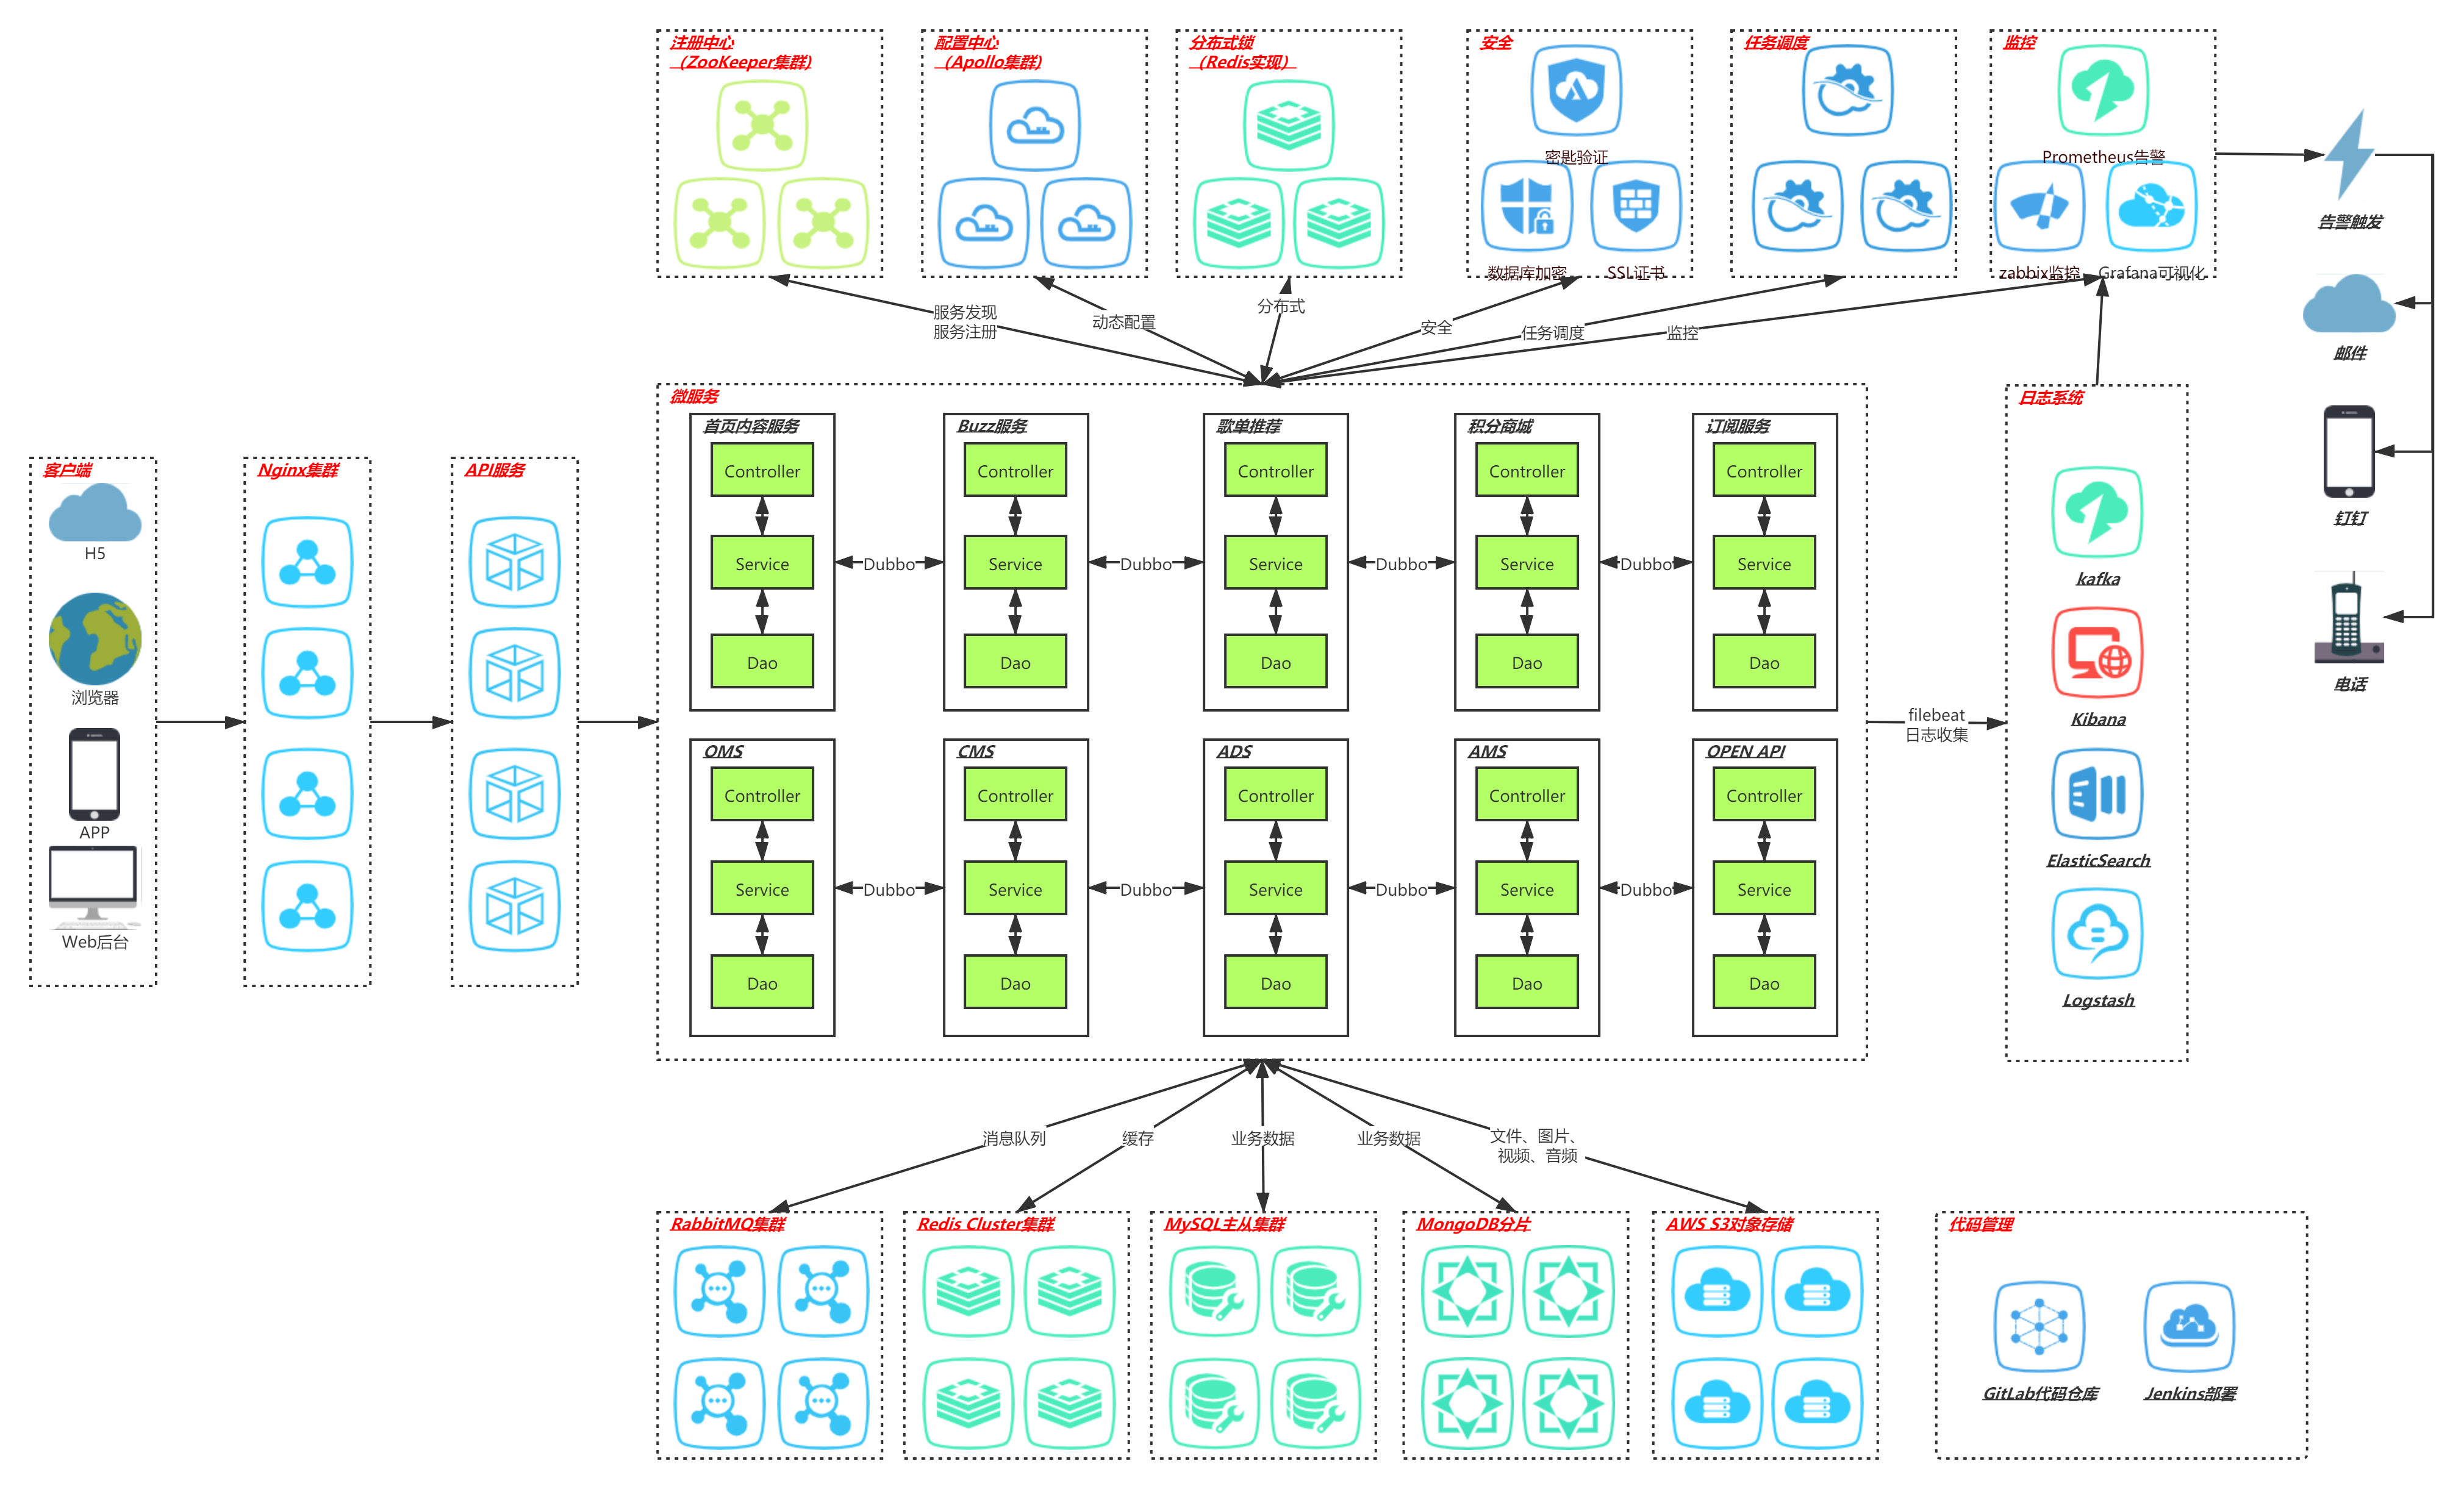 注册中心
（ZooKeeper集群)
配置中心
（Apollo集群)
分布式锁
（Redis实现）
安全
密匙验证
数据库加密
SSL证书
任务调度
监控
Prometheus告警
zabbix监控
Grafana可视化
告警触发
邮件
钉钉
电话
服务发现
服务注册
动态配置
分布式
安全
任务调度
监控
客户端
H5
浏览器
APP
Web后台
Nginx集群
API服务
微服务
首页内容服务
Controller
Service
Dao
Dubbo
Buzz服务
Controller
Service
Dao
Dubbo
歌单推荐
Controller
Service
Dao
Dubbo
积分商城
Controller
Service
Dao
Dubbo
订阅服务
Controller
Service
Dao
OMS
Controller
Service
Dao
Dubbo
CMS
Controller
Service
Dao
Dubbo
ADS
Controller
Service
Dao
Dubbo
AMS
Controller
Service
Dao
Dubbo
OPEN API
Controller
Service
Dao
filebeat
日志收集
日志系统
kafka
Kibana
ElasticSearch
Logstash
消息队列
缓存
业务数据
业务数据
文件、图片、
视频、音频
RabbitMQ集群
Redis Cluster集群
MySQL主从集群
MongoDB分片
AWS S3对象存储
代码管理
GitLab代码仓库
Jenkins部署